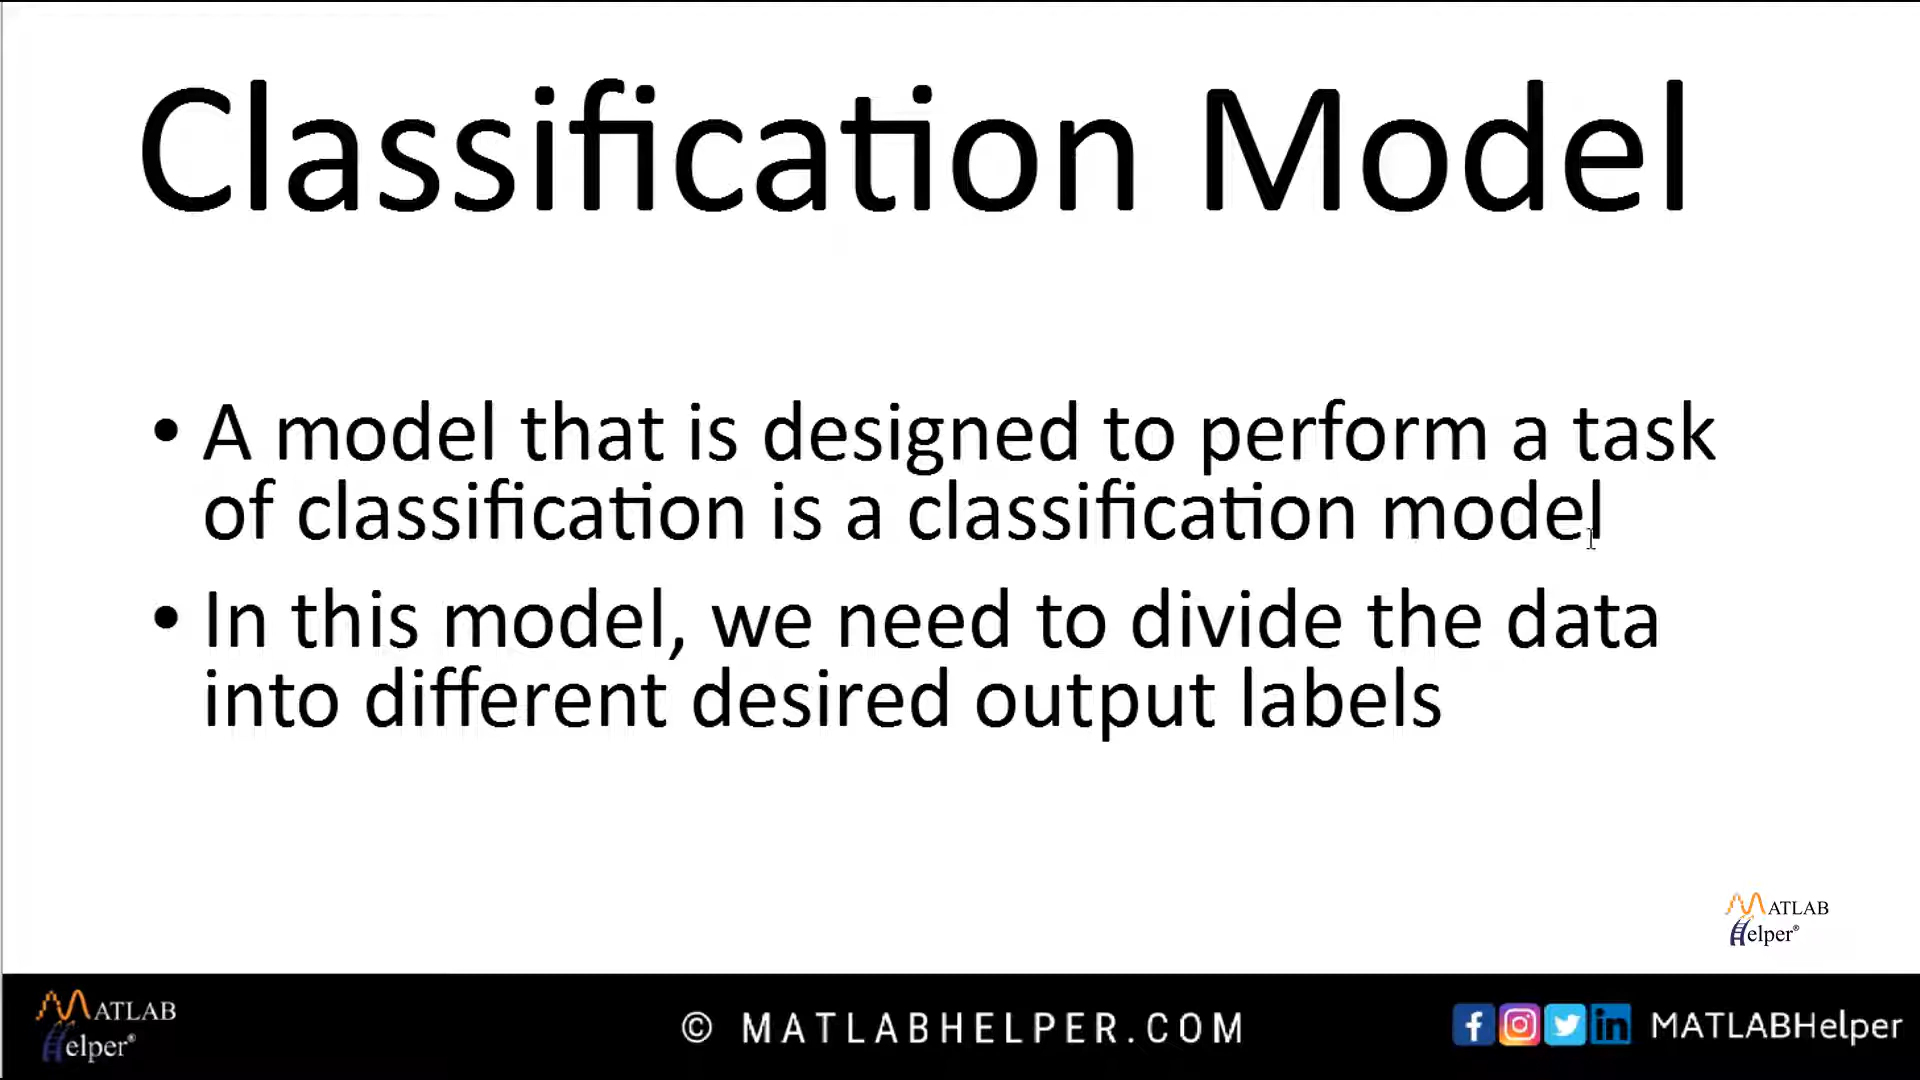 Classification Model
• A model that is designed to perform a task
of classification is a classification model
• In this model, we need to divide the data
into different desired output labels
MATLAB
Helper®
MATLAB
Helper®
© MATLABHELPER.COM
MATLABHelper